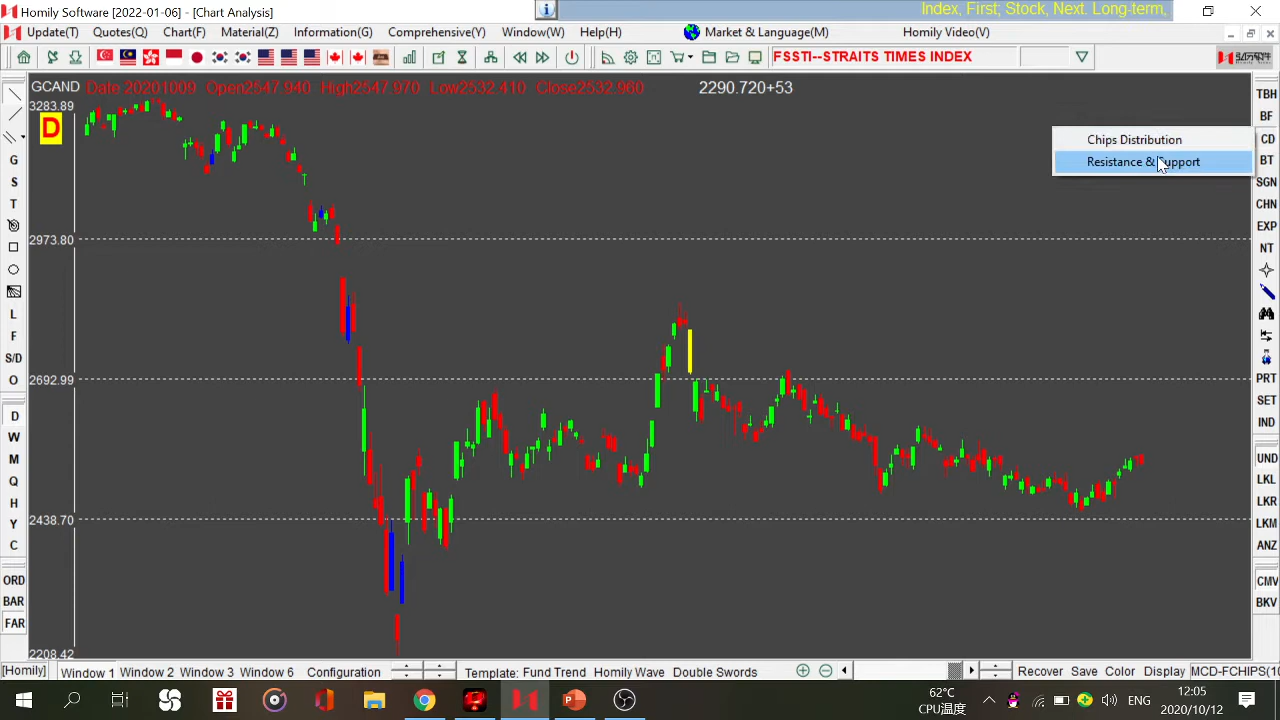 Homily Software [2022-01-06] - [Chart Analysis]
Index, First; Stock, Next. Long-term,
Update(T) Quotes(Q) Chart(F) Material(Z) Information(G) Comprehensive(Y) Window(W) Help(H) Market & Language(M) Homily Video(V)
FSSTI--STRAITS TIMES INDEX
GCAND Date 20201009 Open2547.940 High2547.970 Low2532.410 Close2532.960 2290.720+53
3283.89
D
Chips Distribution
Resistance & Support
2973.80
2692.99
2438.70
2208.42
G
S
T
L
F
S/D
O
D
W
M
Q
H
Y
C
ORD
BAR
FAR
TBH
BF
CD
BT
SGN
CHN
EXP
NT
PRT
SET
IND
UND
LKL
LKR
LKM
ANZ
CMV
BKV
[Homily] Window 1 Window 2 Window 3 Window 6 Configuration Template: Fund Trend Homily Wave Double Swords Recover Save Color Display MCD-FCHIPS(10
62°C
CPU温度
ENG
12:05
2020/10/12